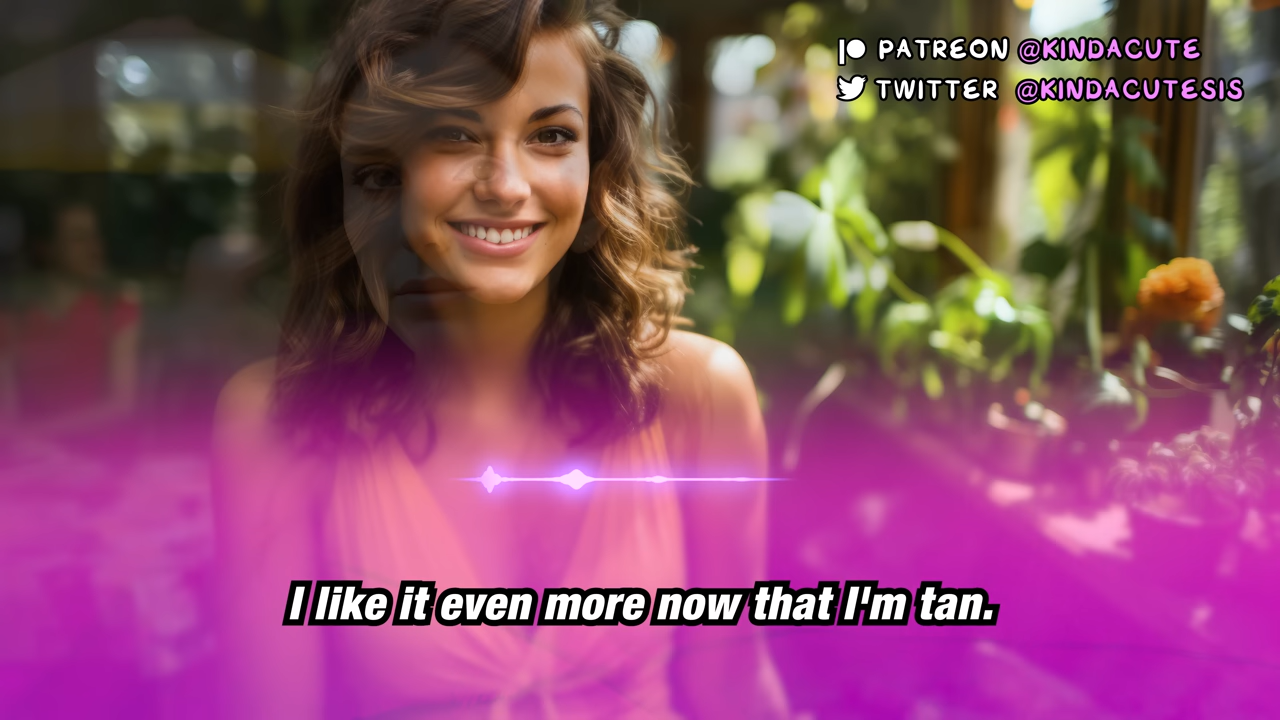 PATREON @KINDACUTE
TWITTER @KINDACUTESIS
I like it even more now that I'm tan.